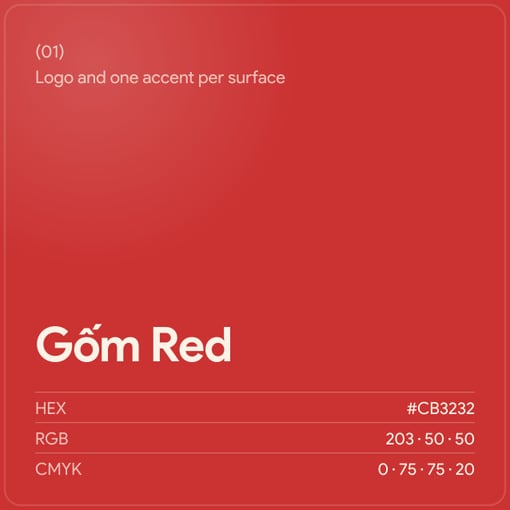 (01)
Logo and one accent per surface
Gốm Red
HEX #CB3232
RGB 203 · 50 · 50
CMYK 0 · 75 · 75 · 20